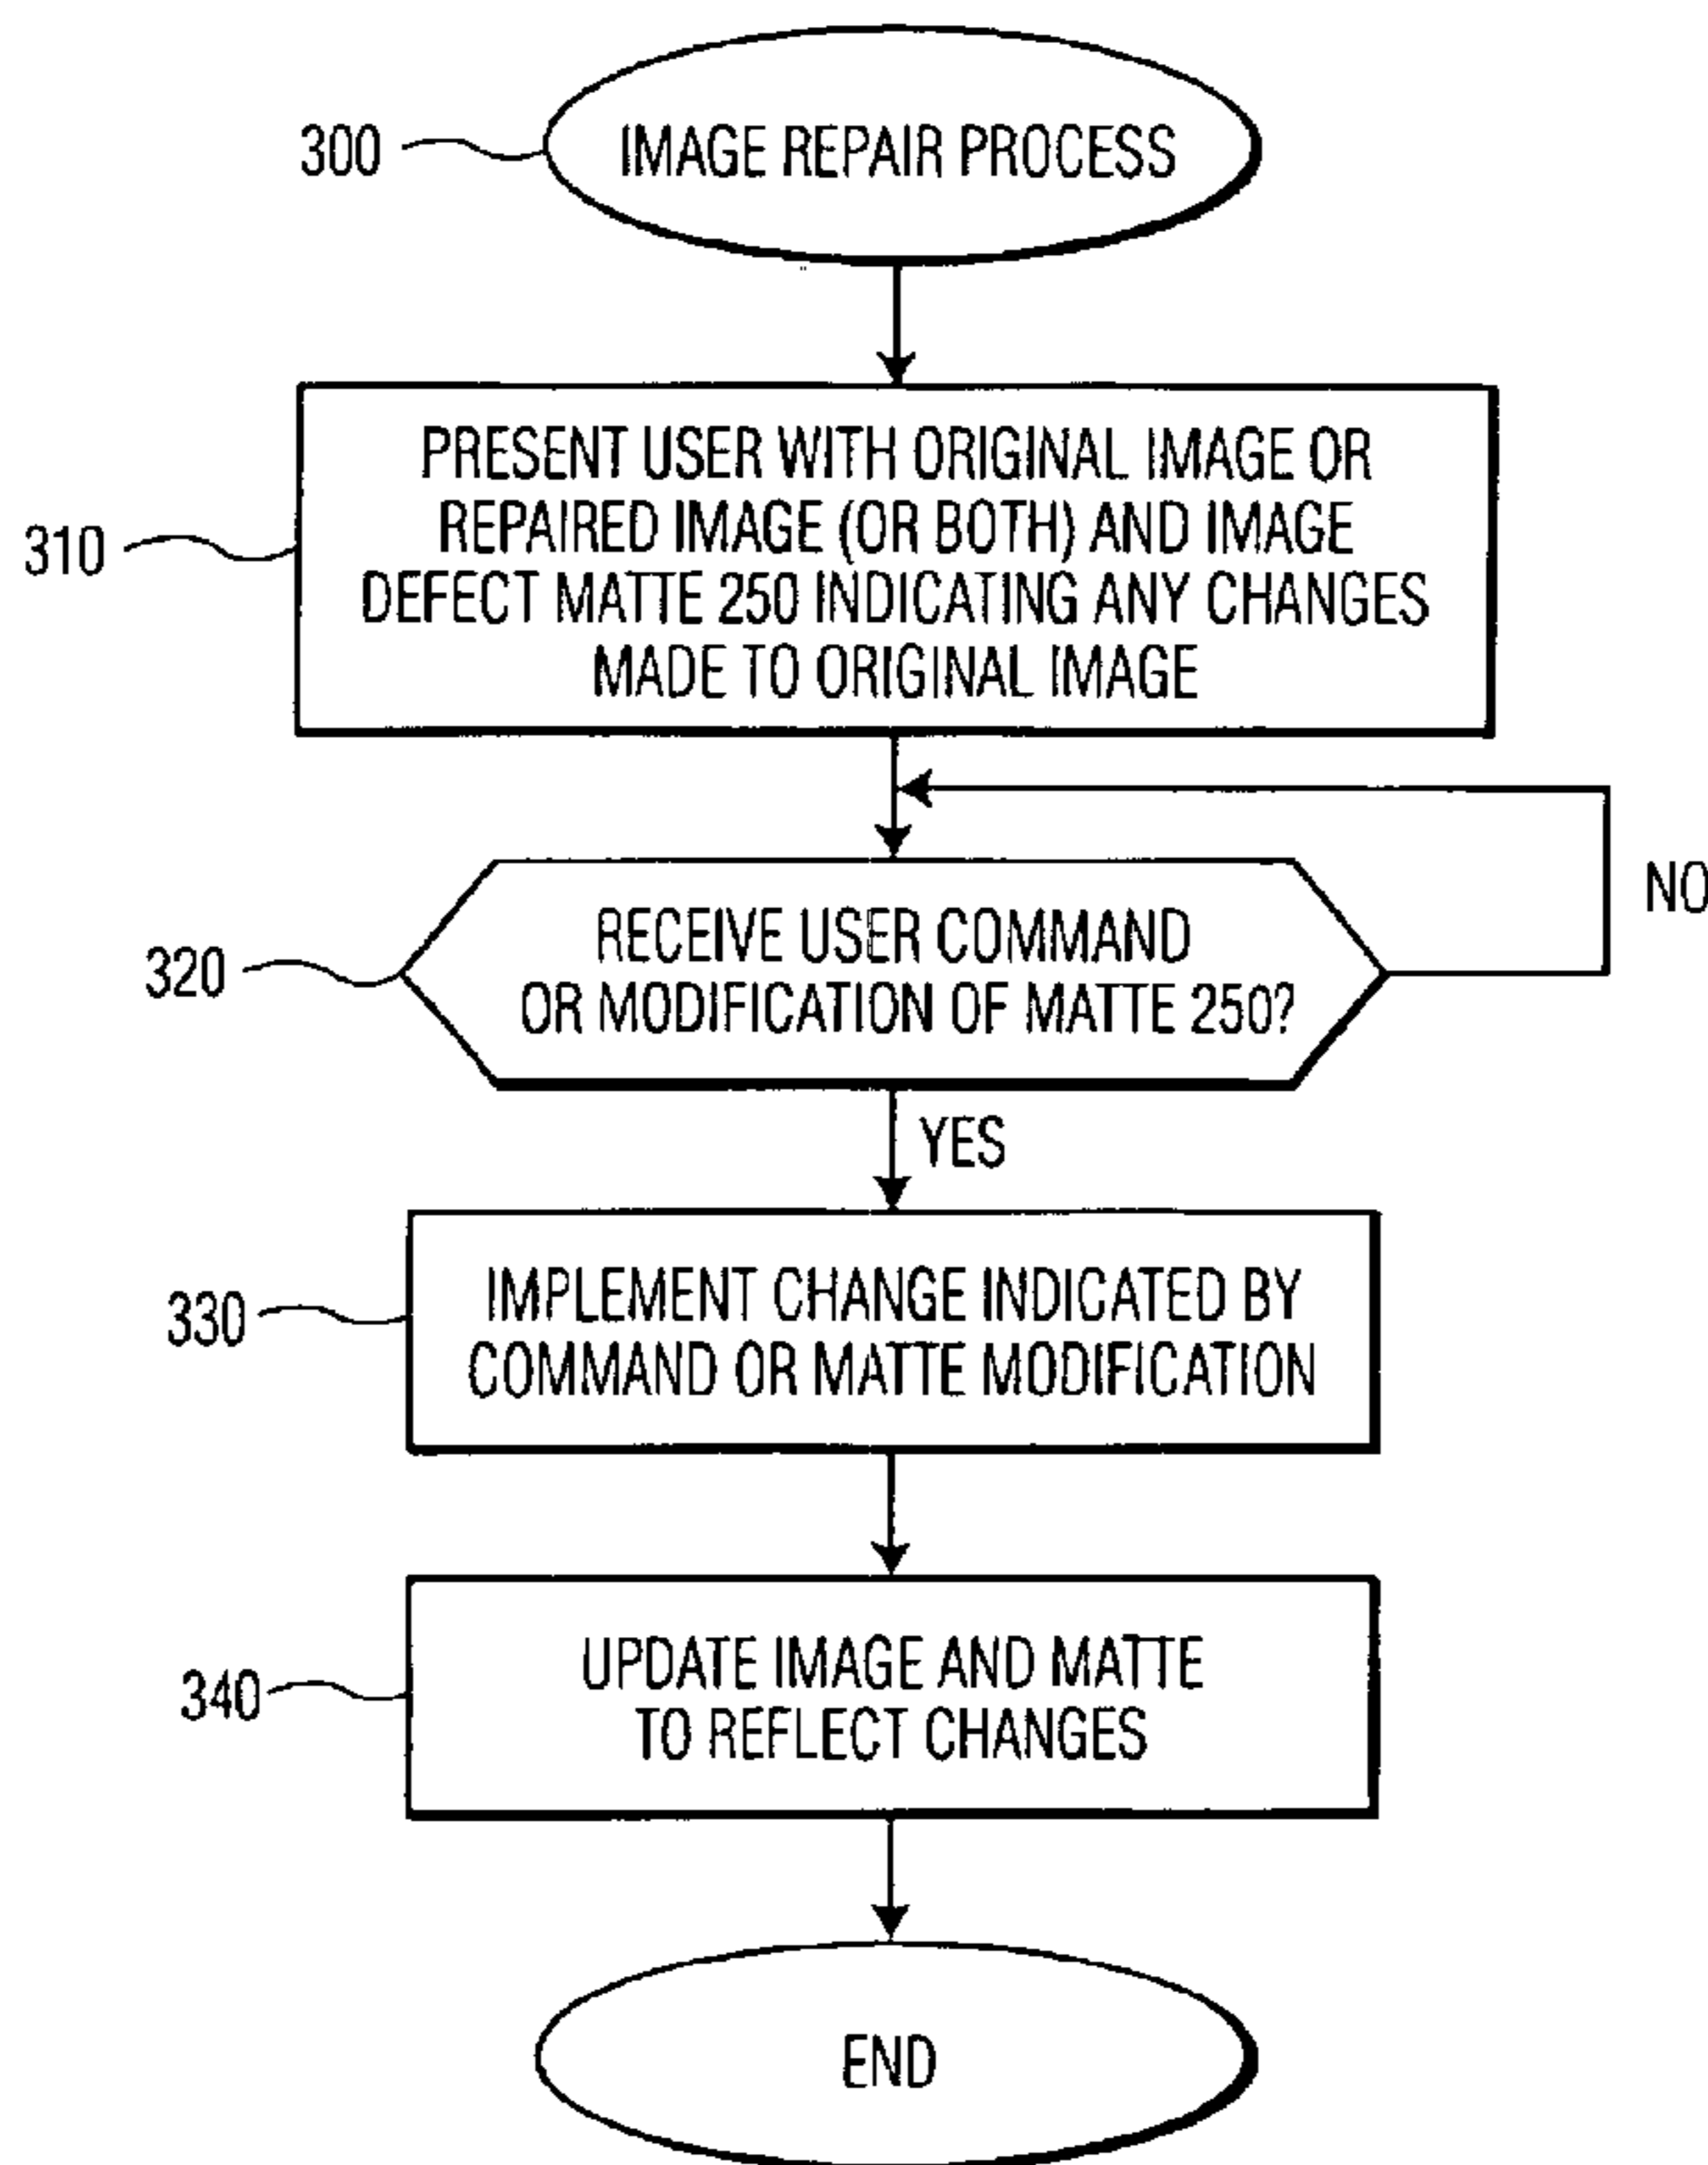 300
IMAGE REPAIR PROCESS
310
PRESENT USER WITH ORIGINAL IMAGE OR
REPAIRED IMAGE (OR BOTH) AND IMAGE
DEFECT MATTE 250 INDICATING ANY CHANGES
MADE TO ORIGINAL IMAGE
NO
320
RECEIVE USER COMMAND
OR MODIFICATION OF MATTE 250?
YES
330
IMPLEMENT CHANGE INDICATED BY
COMMAND OR MATTE MODIFICATION
340
UPDATE IMAGE AND MATTE
TO REFLECT CHANGES
END